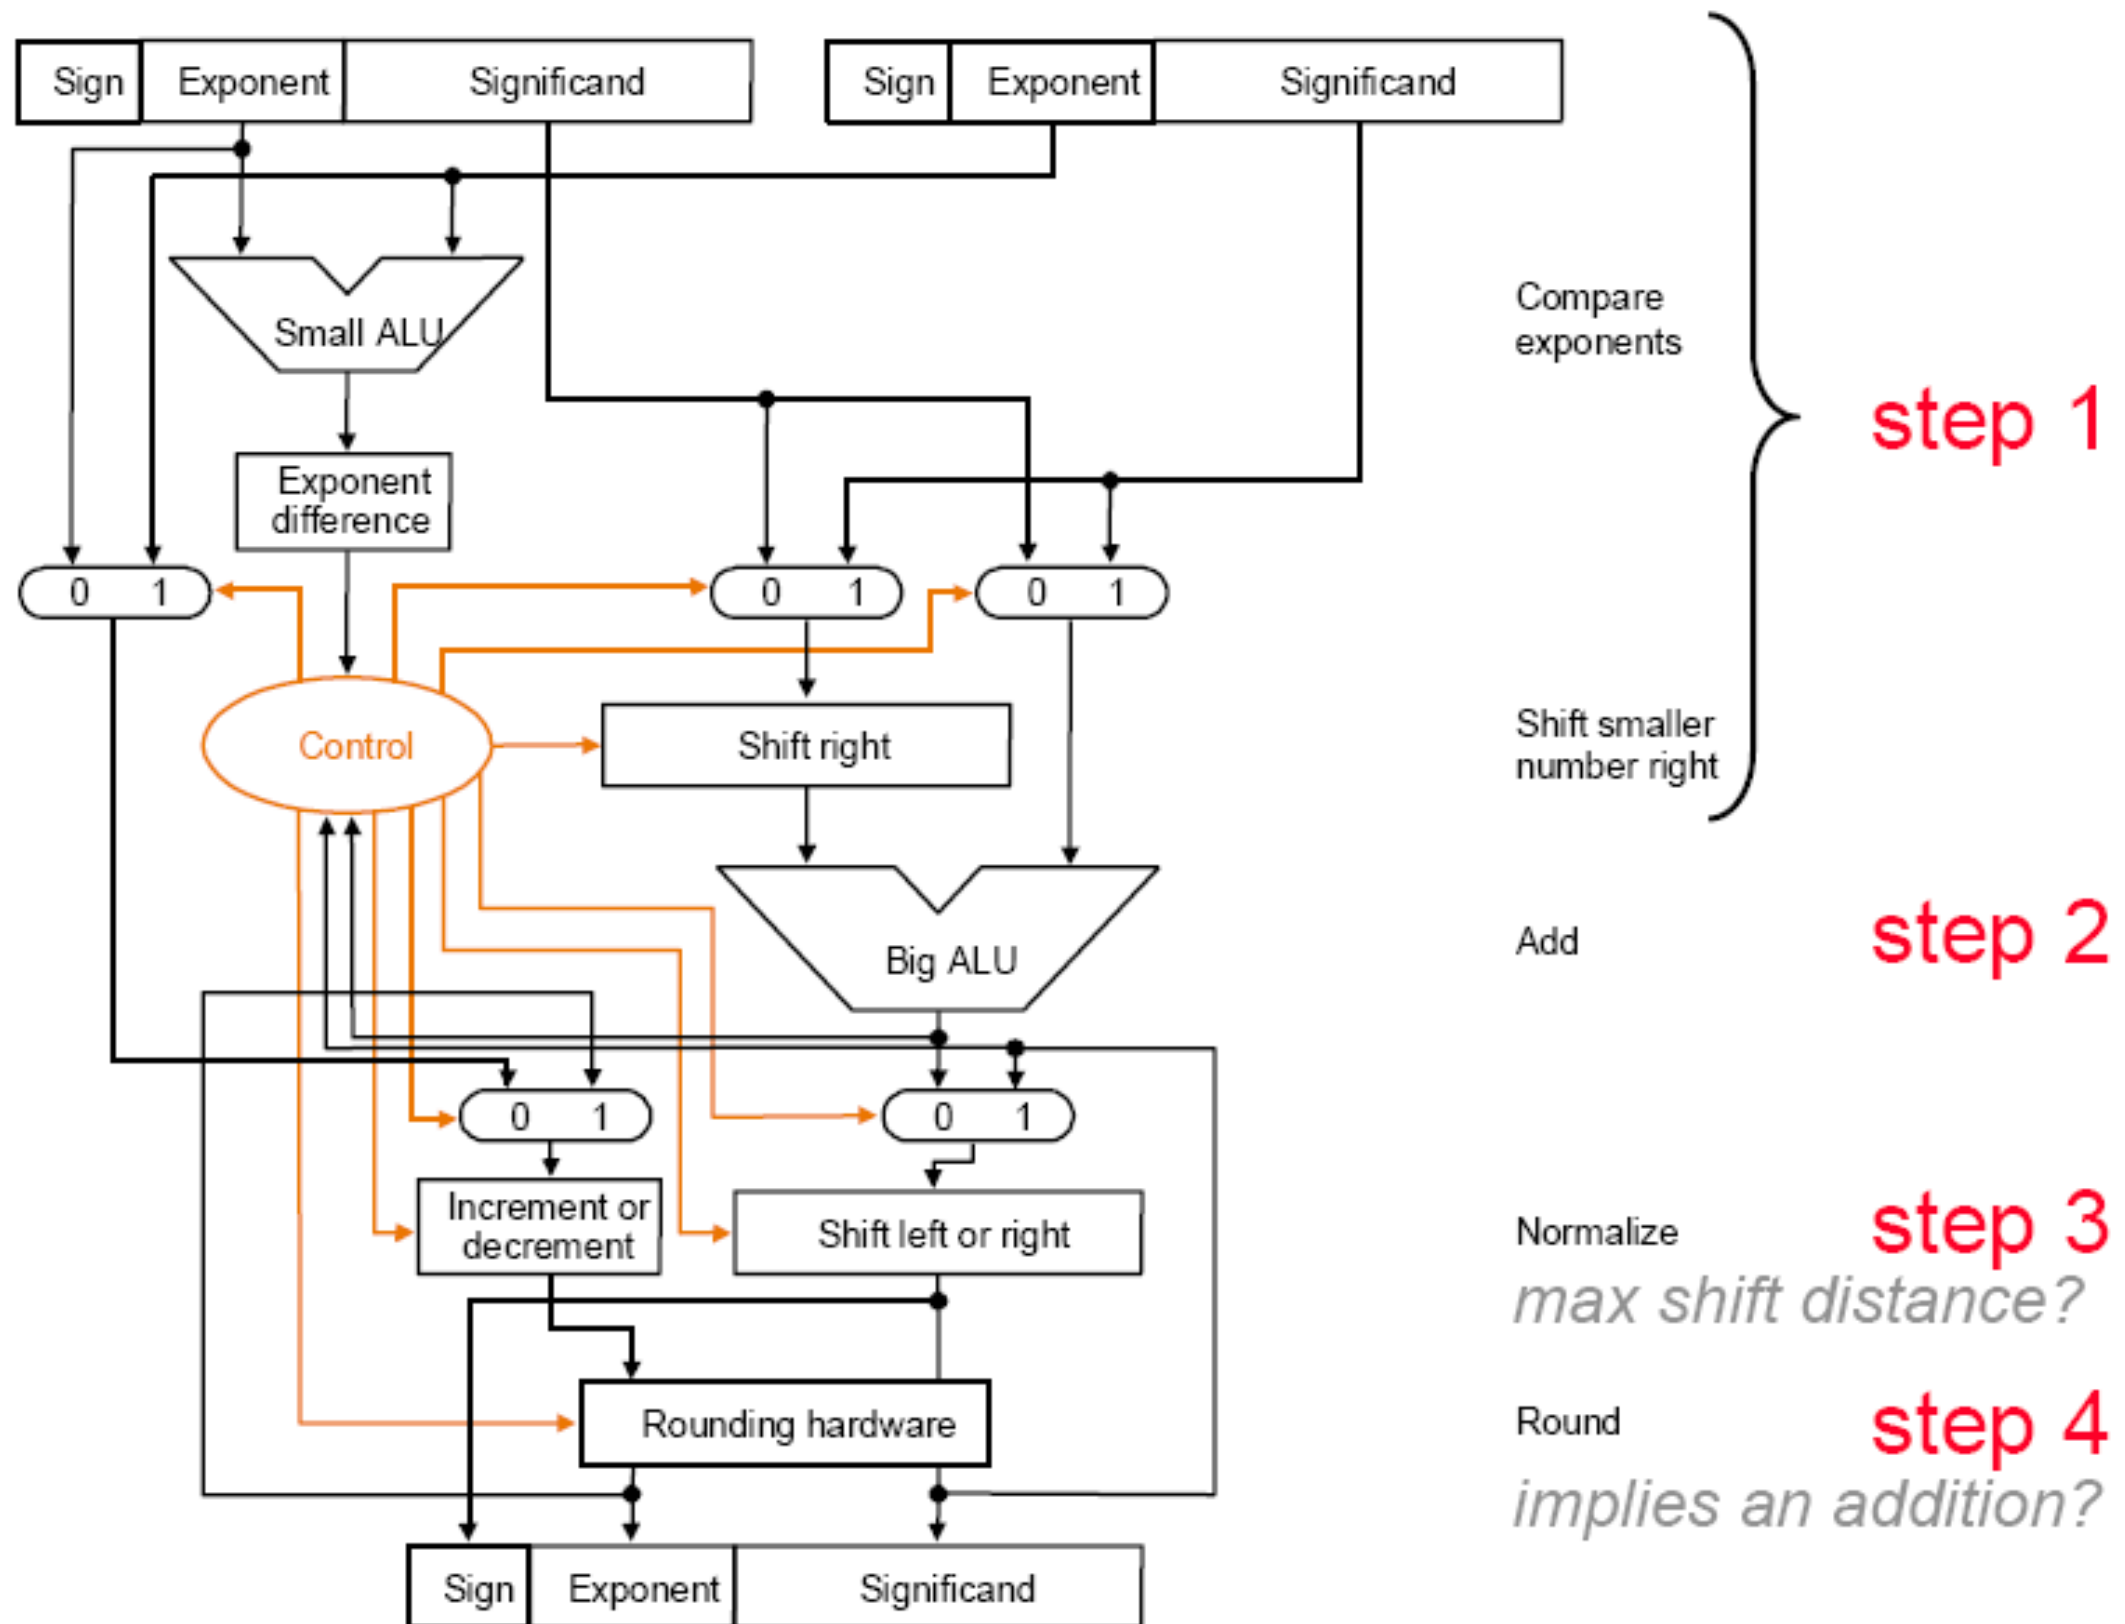 Sign Exponent Significand Sign Exponent Significand
Compare
exponents
Small ALU
step 1
Exponent
difference
0 1 0 1 0 1
Control
Shift right
Shift smaller
number right
Add
step 2
Big ALU
0 1 0 1
Increment or
decrement
Shift left or right
Normalize
step 3
max shift distance?
Rounding hardware
Round
step 4
implies an addition?
Sign Exponent Significand